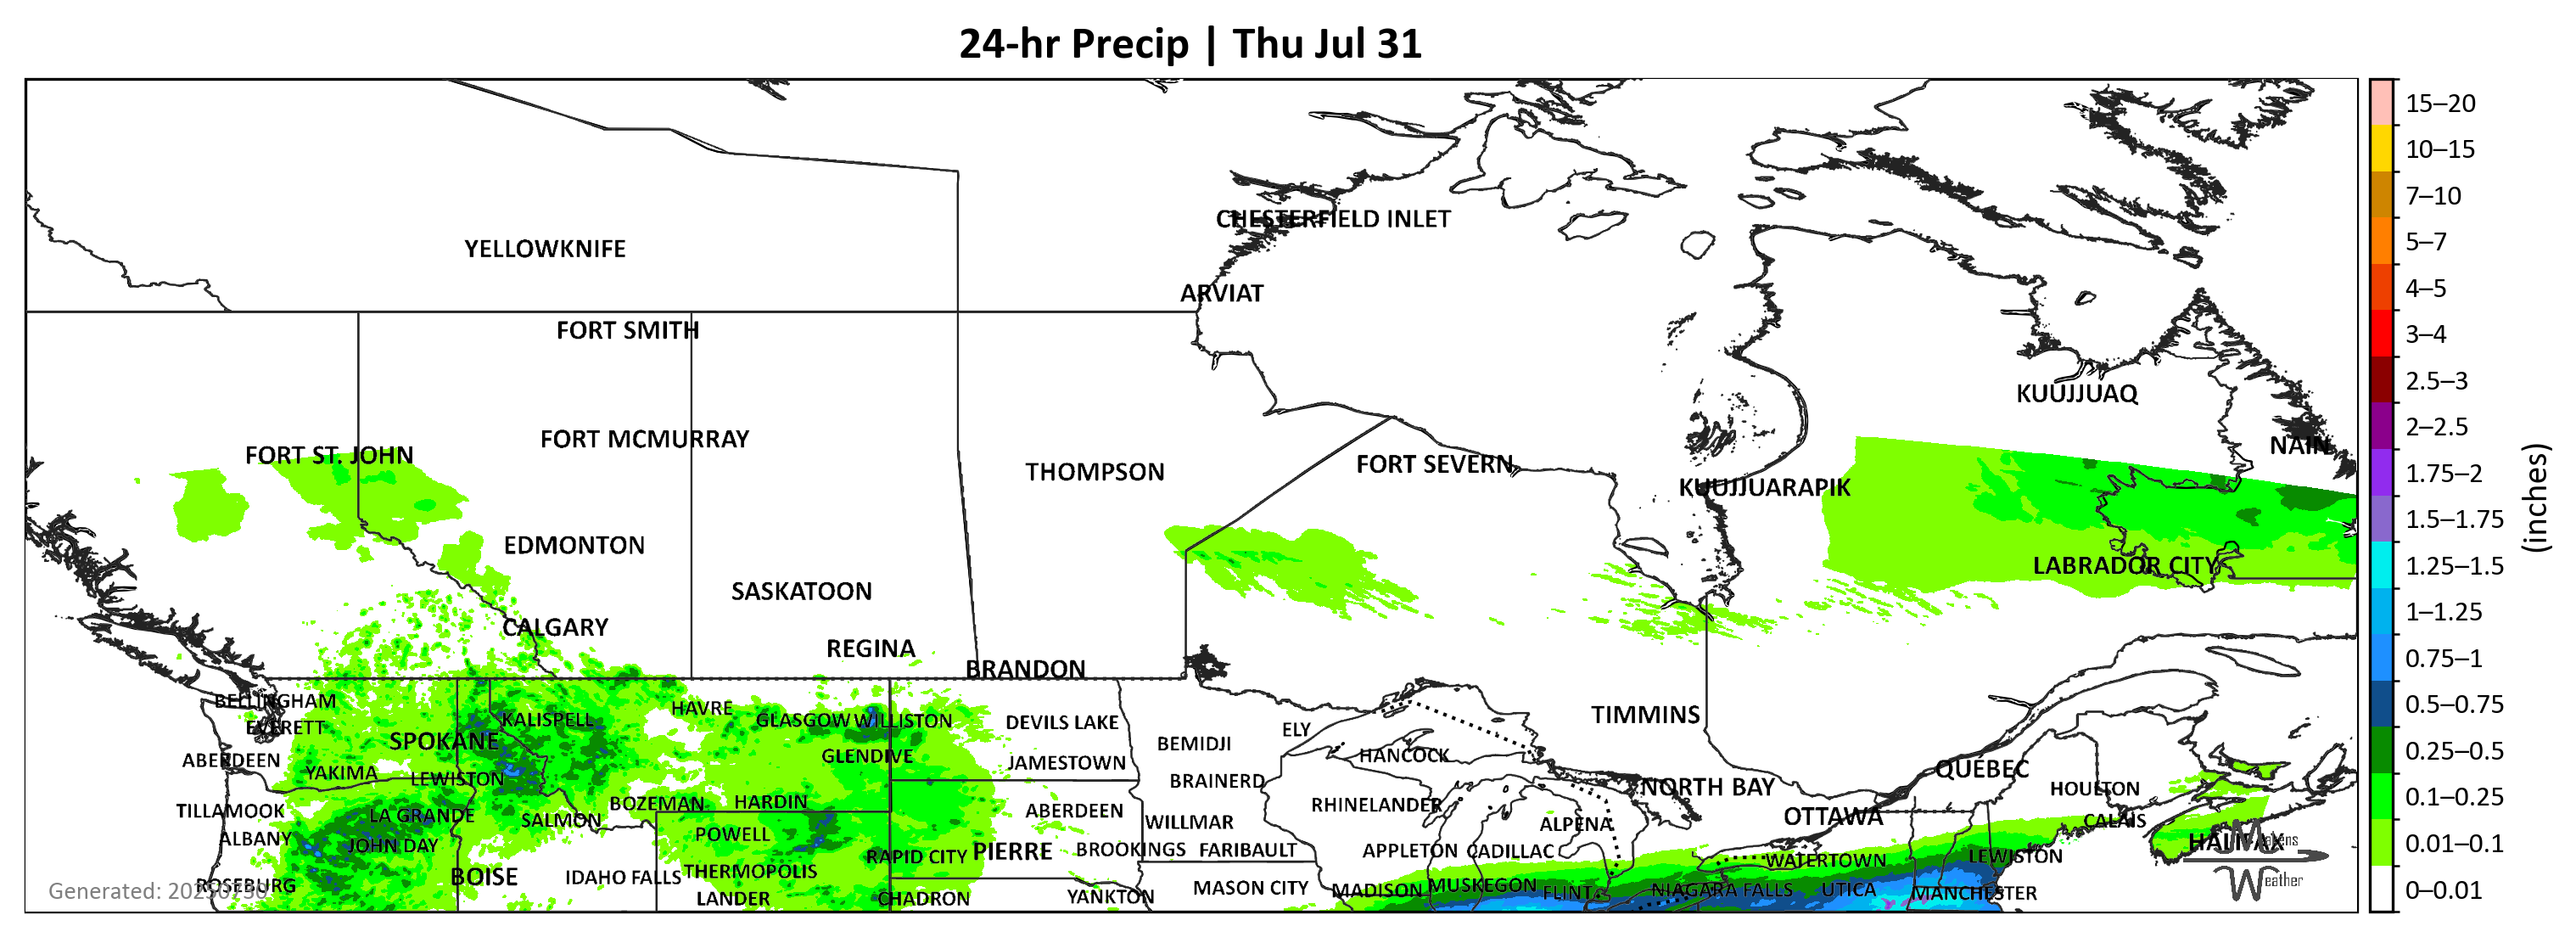 24-hr Precip | Thu Jul 31
CHESTERFIELD INLET
YELLOWKNIFE
ARVIAT
FORT SMITH
KUUJJUAQ
FORT MCMURRAY
NAIN
FORT ST. JOHN
FORT SEVERN
THOMPSON
KUUJJUARAPIK
EDMONTON
LABRADOR CITY
SASKATOON
CALGARY
REGINA
BRANDON
BELLINGHAM
HAVRE
KALISPELL
GLASGOW
WILLISTON
DEVILS LAKE
TIMMINS
EVERETT
ELY
SPOKANE
BEMIDJI
GLENDIVE
HANCOCK
ABERDEEN
JAMESTOWN
QUÉBEC
YAKIMA
LEWISTON
BRAINERD
NORTH BAY
HOULTON
BOZEMAN
HARDIN
RHINELANDER
TILLAMOOK
LA GRANDE
SALMON
ABERDEEN
WILLMAR
ALPENA
OTTAWA
CALAIS
ALBANY
JOHN DAY
POWELL
HALIFAX
RAPID CITY
PIERRE
BROOKINGS
FARIBAULT
APPLETON
CADILLAC
WATERTOWN
LEWISTON
BOISE
IDAHO FALLS
THERMOPOLIS
ROSEBURG
MASON CITY
MADISON
MUSKEGON
FLINT
NIAGARA FALLS
UTICA
MANCHESTER
LANDER
CHADRON
YANKTON
Generated: 20250730
Weather
15–20
10–15
7–10
5–7
4–5
3–4
2.5–3
2–2.5
1.75–2
1.5–1.75
1.25–1.5
1–1.25
0.75–1
0.5–0.75
0.25–0.5
0.1–0.25
0.01–0.1
0–0.01
(inches)